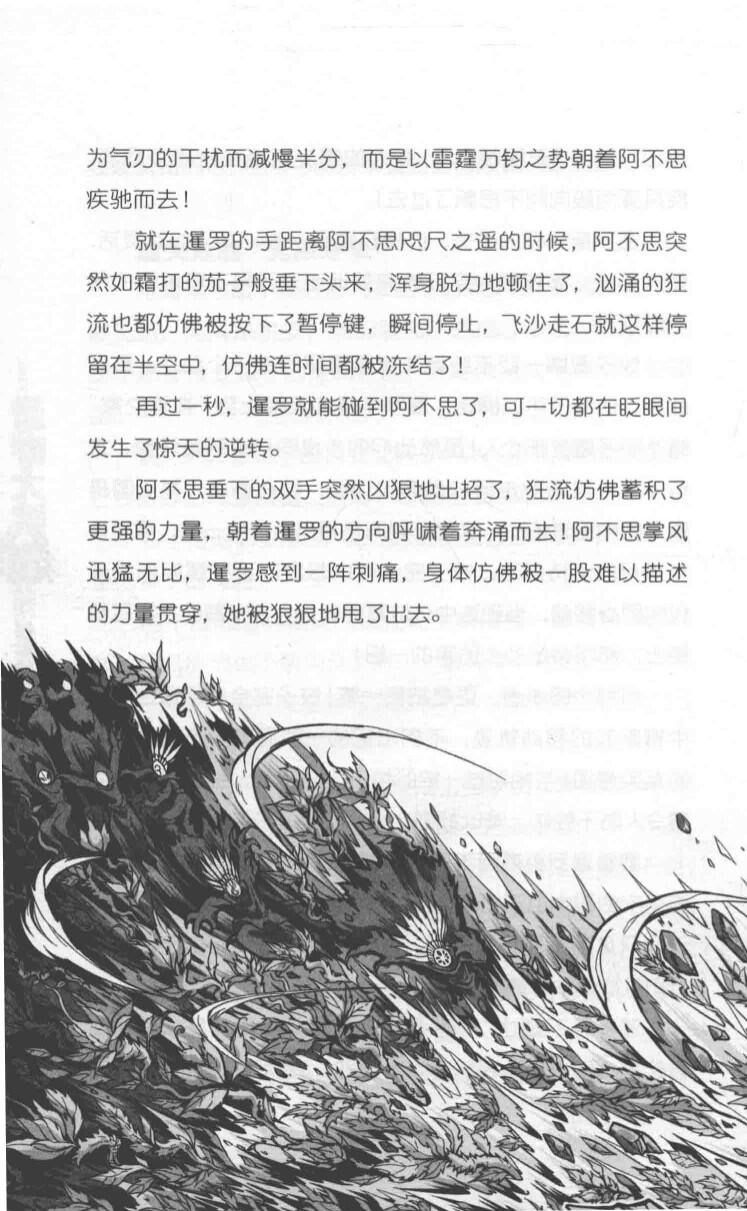 为气刃的干扰而减慢半分，而是以雷霆万钧之势朝着阿不思
疾驰而去！
就在暹罗的手距离阿不思咫尺之遥的时候，阿不思突
然如霜打的茄子般垂下头来，浑身脱力地顿住了，汹涌的狂
流也都仿佛被按下了暂停键，瞬间停止，飞沙走石就这样停
留在半空中，仿佛连时间都被冻结了！
再过一秒，暹罗就能碰到阿不思了，可一切都在眨眼间
发生了惊天的逆转。
阿不思垂下的双手突然凶狠地出招了，狂流仿佛蓄积了
更强的力量，朝着暹罗的方向呼啸着奔涌而去！阿不思掌风
迅猛无比，暹罗感到一阵刺痛，身体仿佛被一股难以描述
的力量贯穿，她被狠狠地甩了出去。